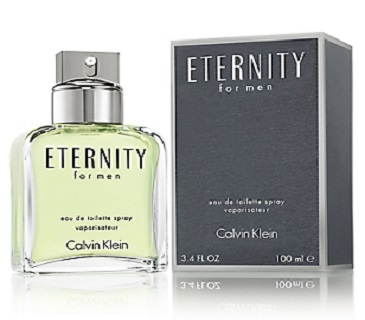 ETERNITY
for men
eau de toilette spray
vaporisateur
Calvin Klein
ETERNITY
for men
eau de toilette spray
vaporisateur
Calvin Klein
3.4 FL OZ 100 ml e